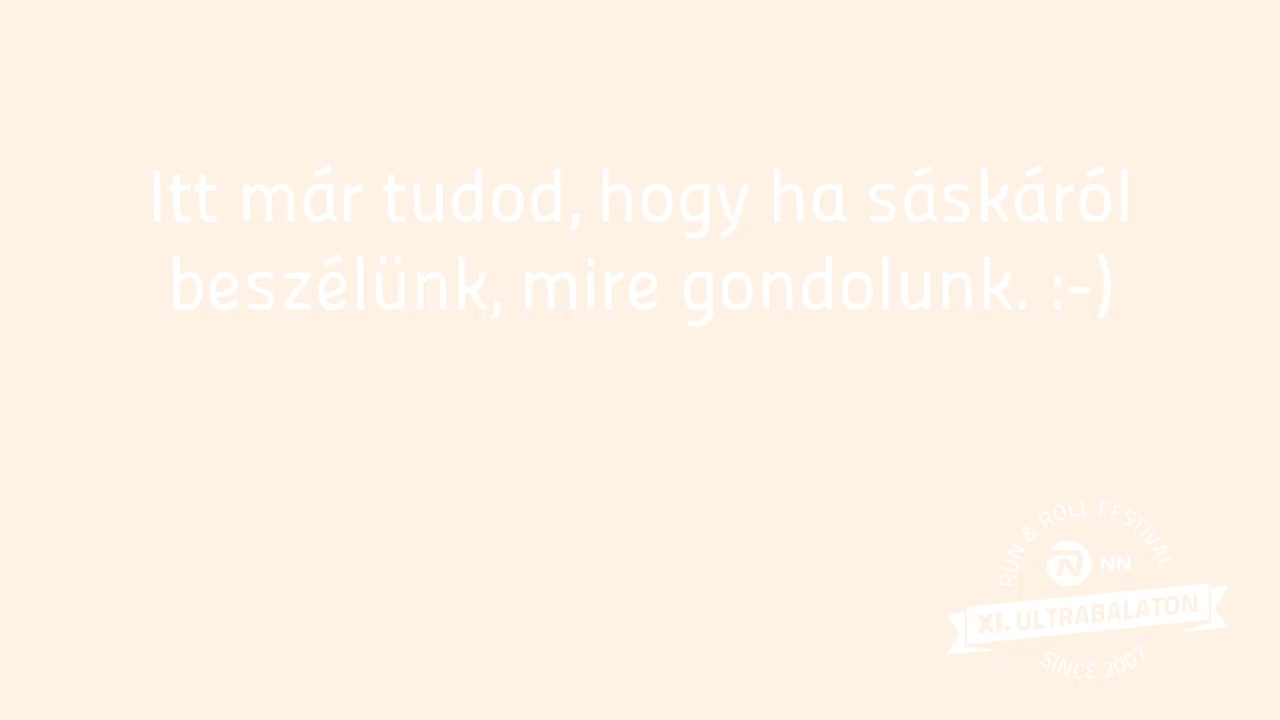 Itt már tudod, hogy ha sáskáról
beszélünk, mire gondolunk. :-)
RUN & ROLL FESTIVAL
NN
XI. ULTRABALATON
SINCE 2007